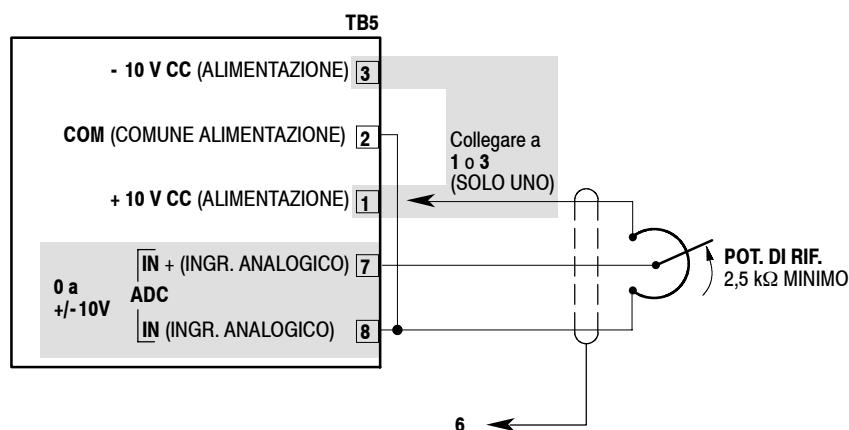 TB5
- 10 V CC (ALIMENTAZIONE) 3
COM (COMUNE ALIMENTAZIONE) 2
Collegare a
1 o 3
(SOLO UNO)
+ 10 V CC (ALIMENTAZIONE) 1
IN + (INGR. ANALOGICO) 7
0 a
+/-10V
ADC
IN (INGR. ANALOGICO) 8
POT. DI RIF.
2,5 kΩ MINIMO
6